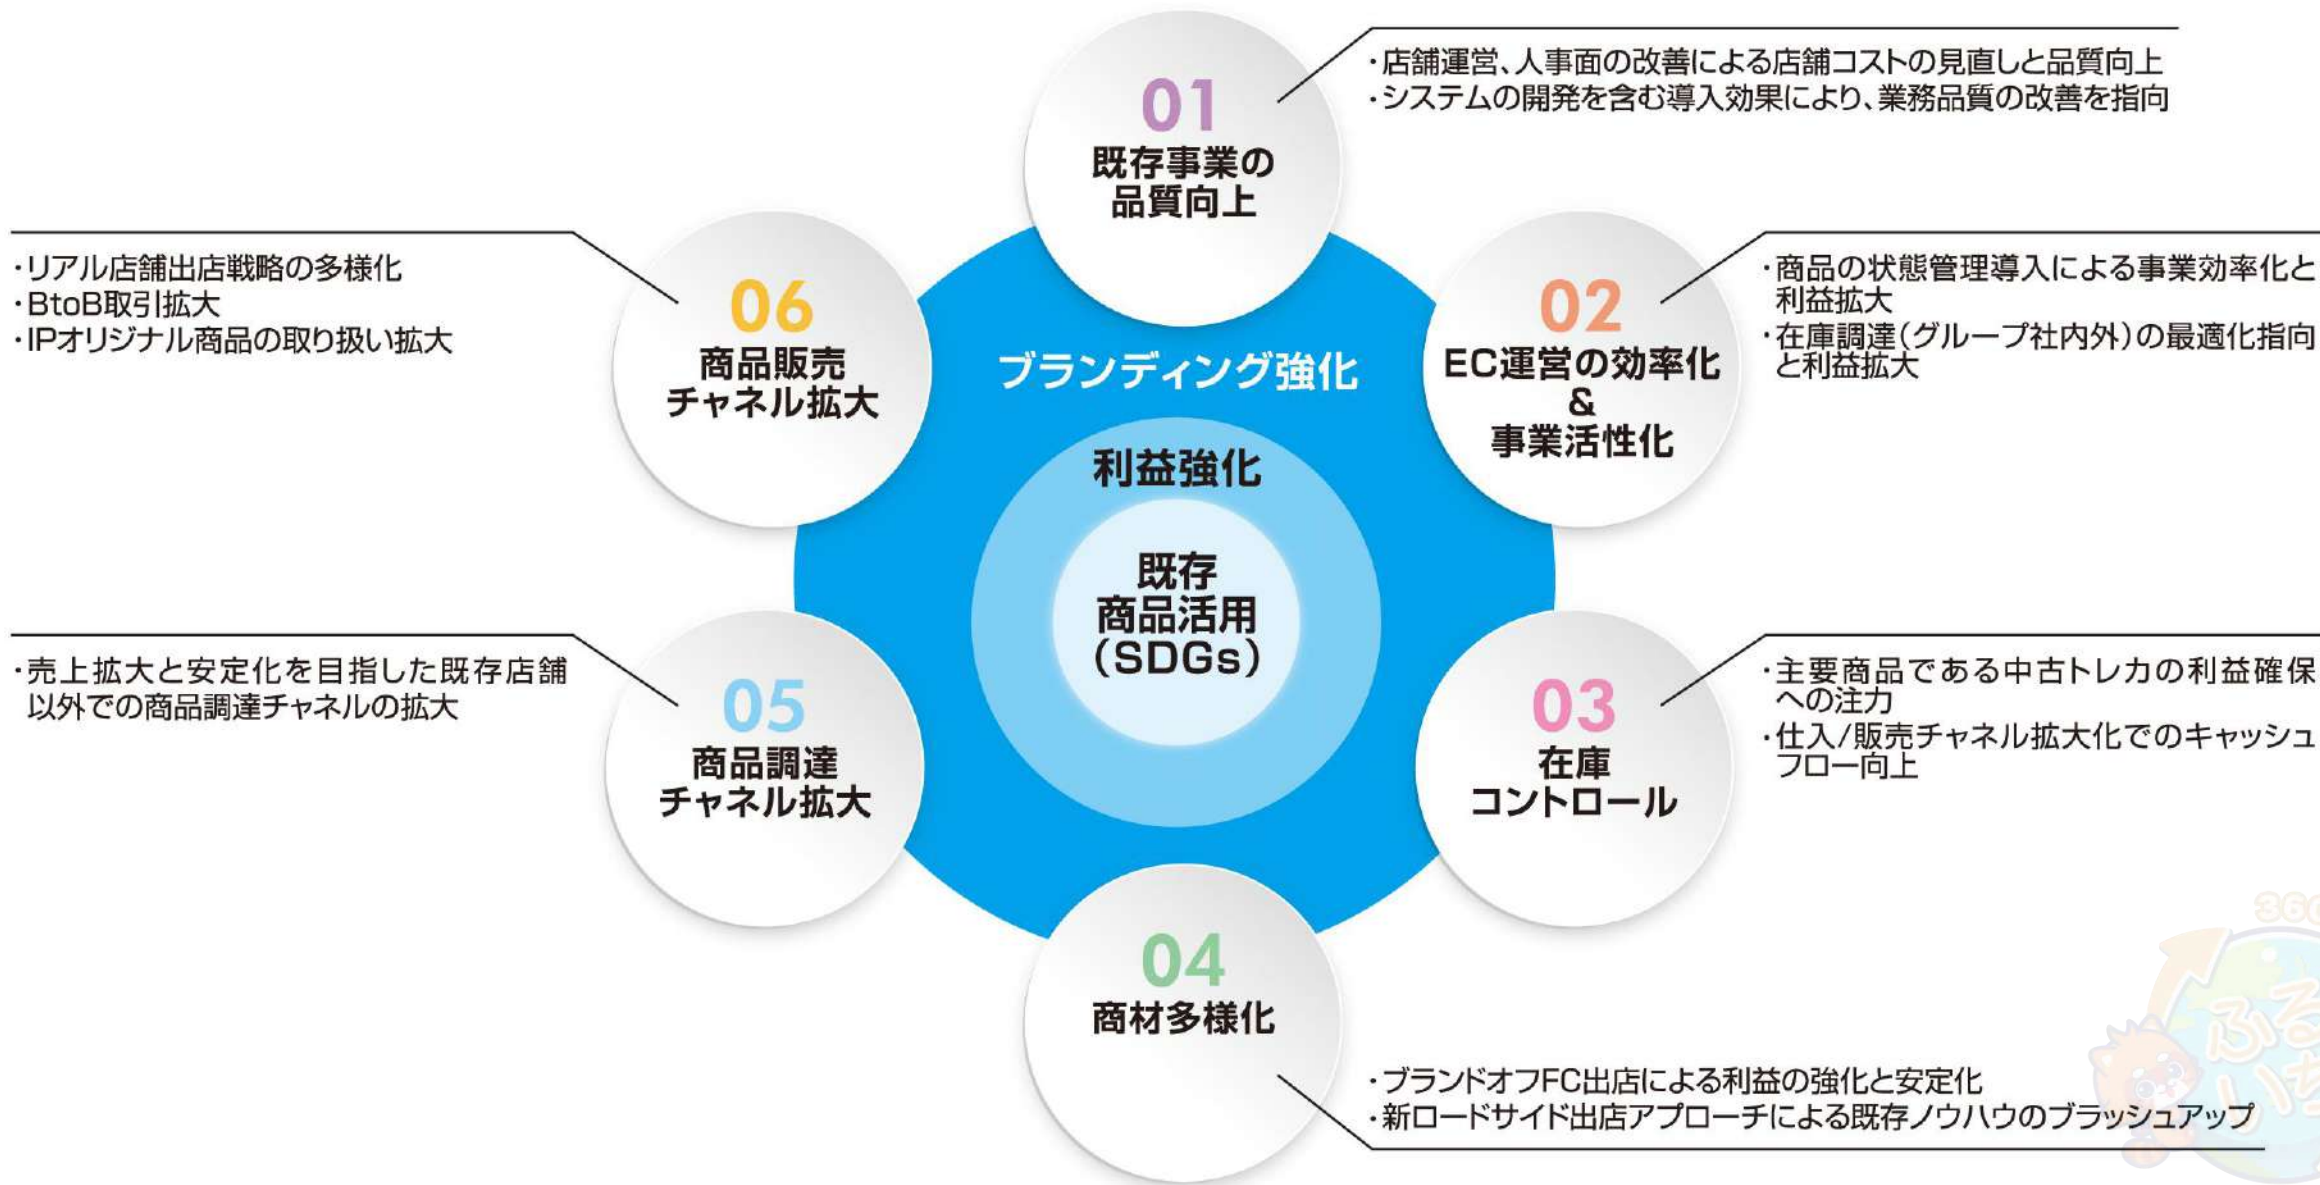 01
既存事業の
品質向上
・店舗運営、人事面の改善による店舗コストの見直しと品質向上
・システムの開発を含む導入効果により、業務品質の改善を指向
02
EC運営の効率化
&
事業活性化
・商品の状態管理導入による事業効率化と
利益拡大
・在庫調達(グループ社内外)の最適化指向
と利益拡大
03
在庫
コントロール
・主要商品である中古トレカの利益確保
への注力
・仕入/販売チャネル拡大化でのキャッシュ
フロー向上
04
商材多様化
・ブランドオフFC出店による利益の強化と安定化
・新ロードサイド出店アプローチによる既存ノウハウのブラッシュアップ
05
商品調達
チャネル拡大
・売上拡大と安定化を目指した既存店舗
以外での商品調達チャネルの拡大
06
商品販売
チャネル拡大
・リアル店舗出店戦略の多様化
・BtoB取引拡大
・IPオリジナル商品の取り扱い拡大
ブランディング強化
利益強化
既存
商品活用
(SDGs)
360
ふる
いち